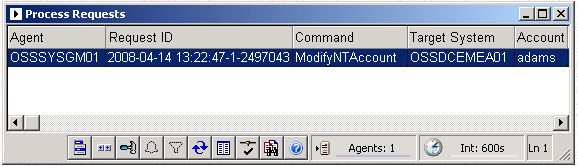 Process Requests
Agent Request ID Command Target System Account
OSSSYSGM01 2008-04-14 13:22:47-1-2497043 ModifyNTAccount OSSDCEMEA01 adams
Agents: 1 Int: 600s Ln 1